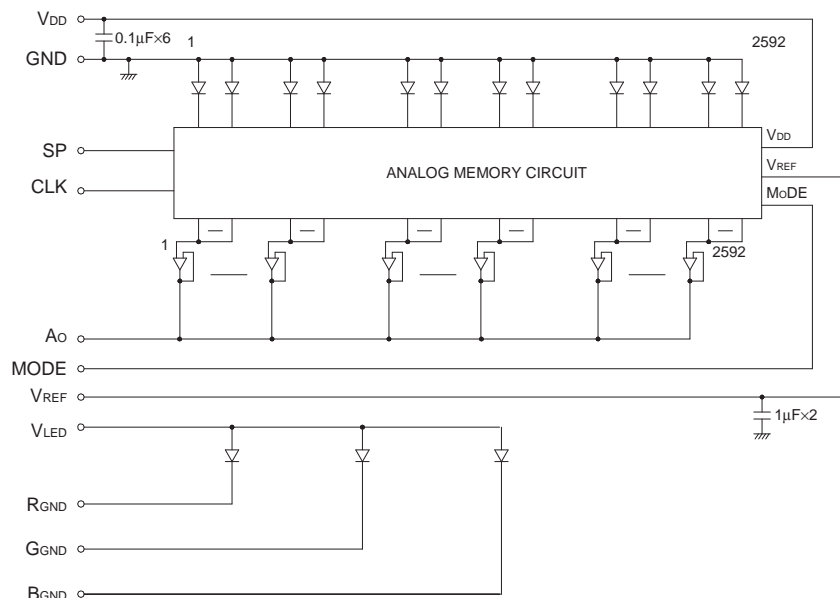 VDD
0.1μF×6
1
2592
GND
VDD
SP
ANALOG MEMORY CIRCUIT
VREF
CLK
MoDE
1
2592
AO
MODE
VREF
1μF×2
VLED
RGND
GGND
BGND